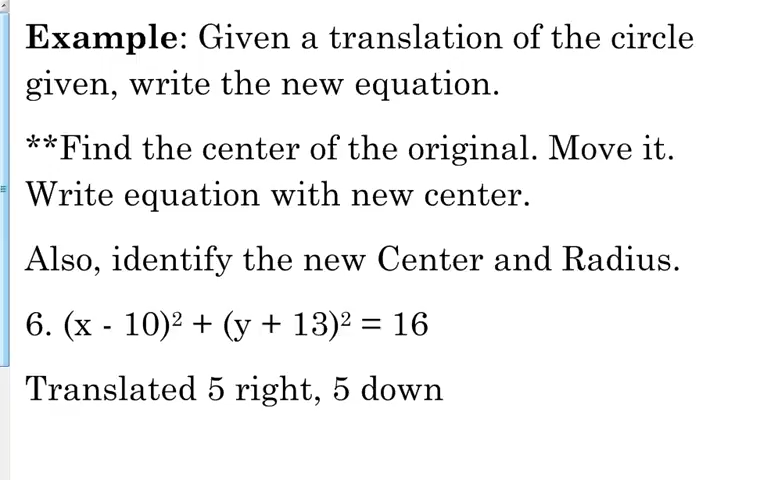 Example: Given a translation of the circle
given, write the new equation.
**Find the center of the original. Move it.
Write equation with new center.
Also, identify the new Center and Radius.
6. (x - 10)² + (y + 13)² = 16
Translated 5 right, 5 down